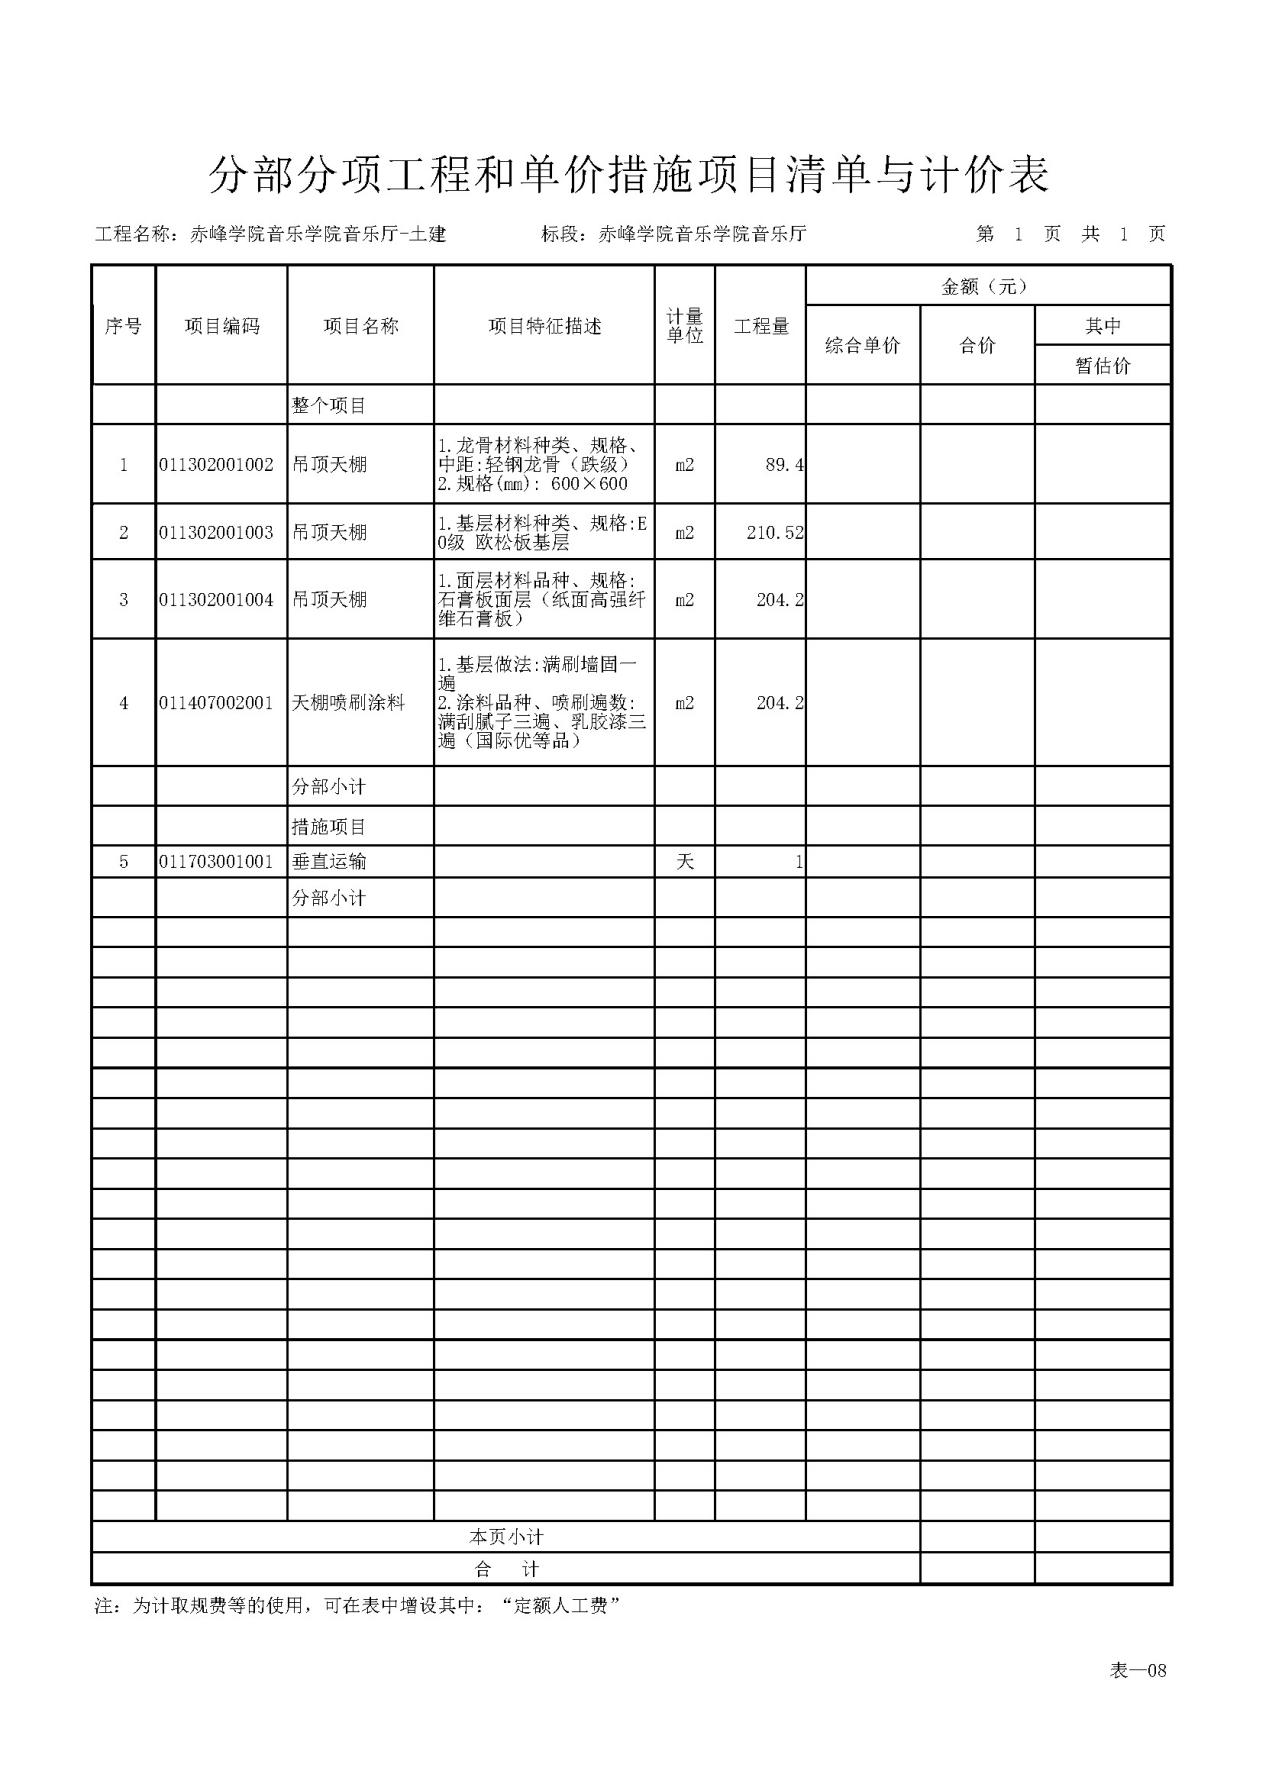 分部分项工程和单价措施项目清单与计价表
工程名称：赤峰学院音乐学院音乐厅-土建 标段：赤峰学院音乐学院音乐厅 第 1 页 共 1 页
序号 项目编码 项目名称 项目特征描述 计量单位 工程量 金额（元）
综合单价 合价 其中
暂估价
整个项目
1 011302001002 吊顶天棚 1.龙骨材料种类、规格、
中距:轻钢龙骨（跌级）
2.规格(mm): 600×600 m2 89.4
2 011302001003 吊顶天棚 1.基层材料种类、规格:E
0级 欧松板基层 m2 210.52
3 011302001004 吊顶天棚 1.面层材料品种、规格:
石膏板面层（纸面高强纤
维石膏板） m2 204.2
4 011407002001 天棚喷刷涂料 1.基层做法:满刷墙固一
遍
2.涂料品种、喷刷遍数:
满刮腻子三遍、乳胶漆三
遍（国际优等品） m2 204.2
分部小计
措施项目
5 011703001001 垂直运输 天 1
分部小计
本页小计
合 计
注：为计取规费等的使用，可在表中增设其中：“定额人工费”
表—08